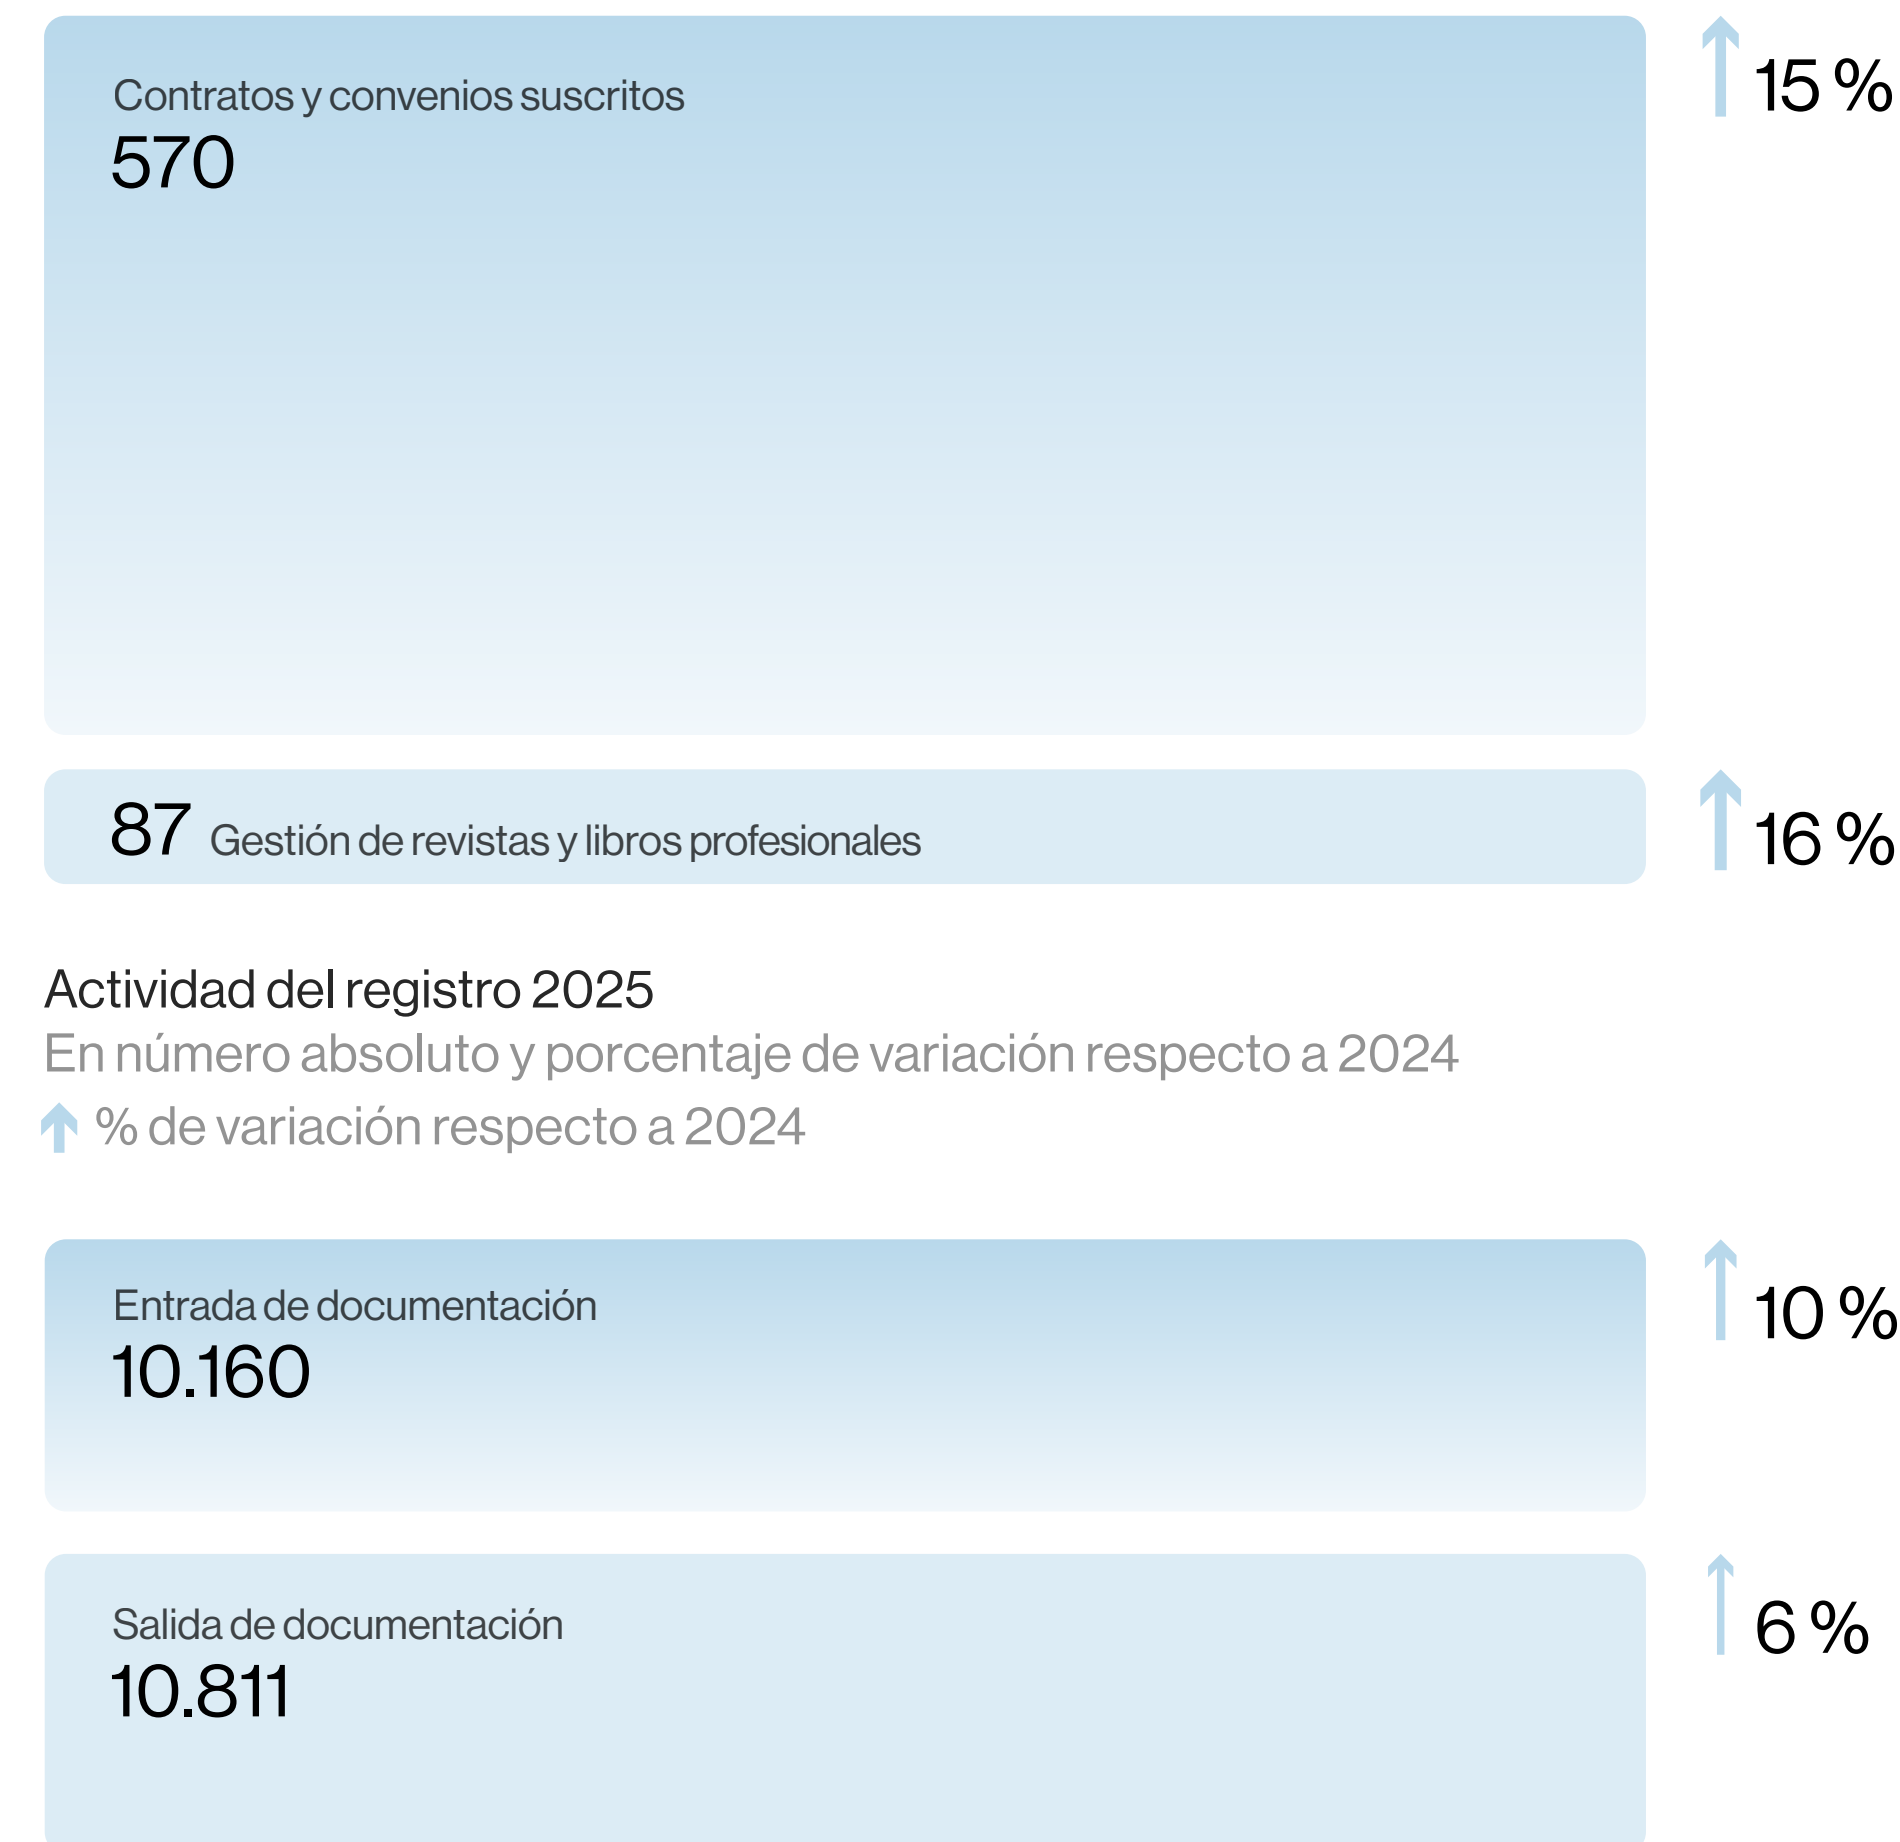 Contratos y convenios suscritos
570
15 %
87 Gestión de revistas y libros profesionales
16 %
Actividad del registro 2025
En número absoluto y porcentaje de variación respecto a 2024
% de variación respecto a 2024
Entrada de documentación
10.160
10 %
Salida de documentación
10.811
6 %